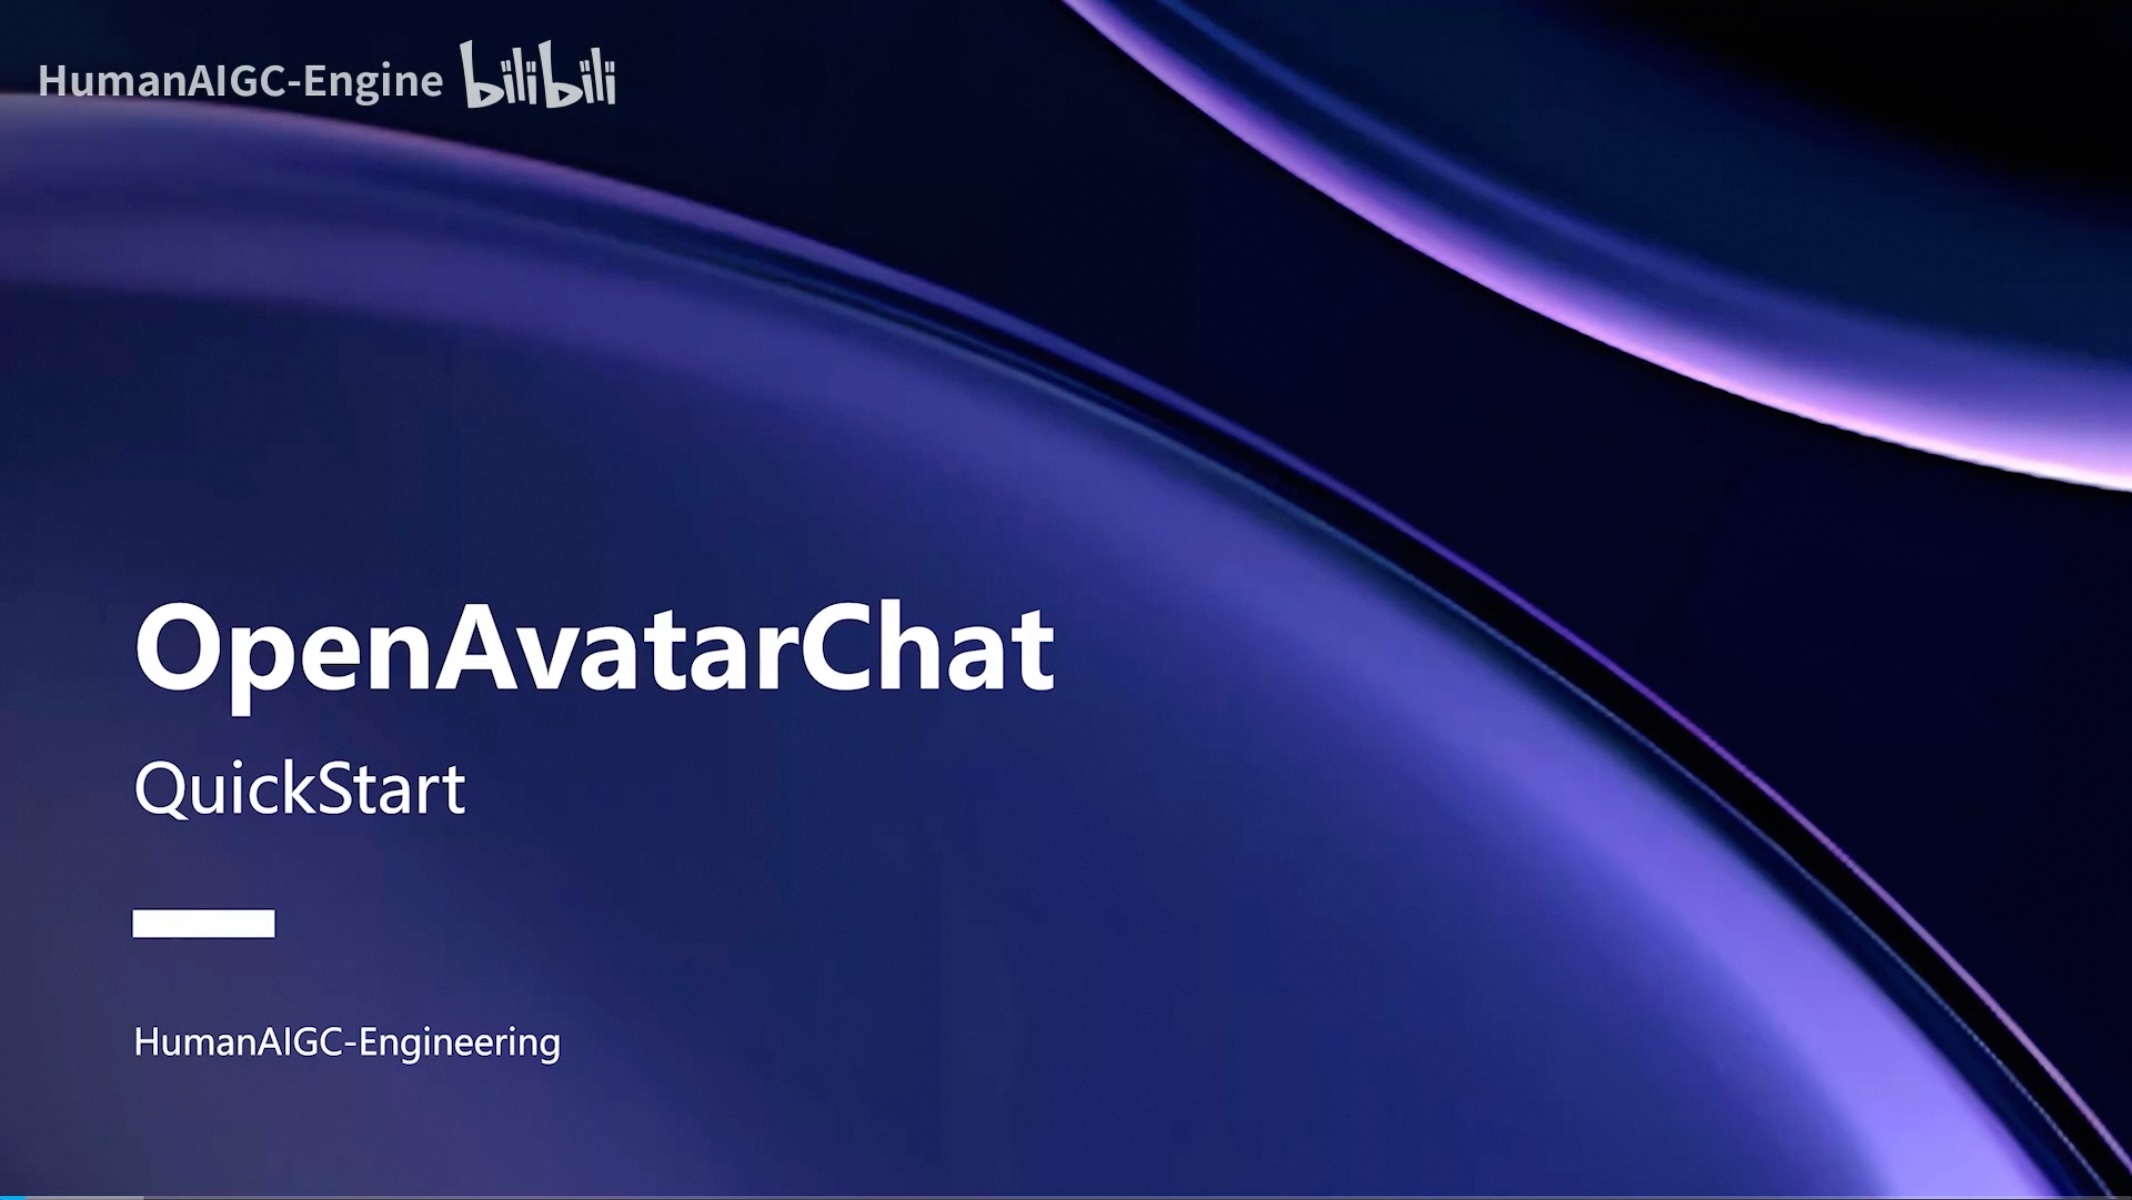 HumanAIGC-Engine bilibili
OpenAvatarChat
QuickStart
HumanAIGC-Engineering